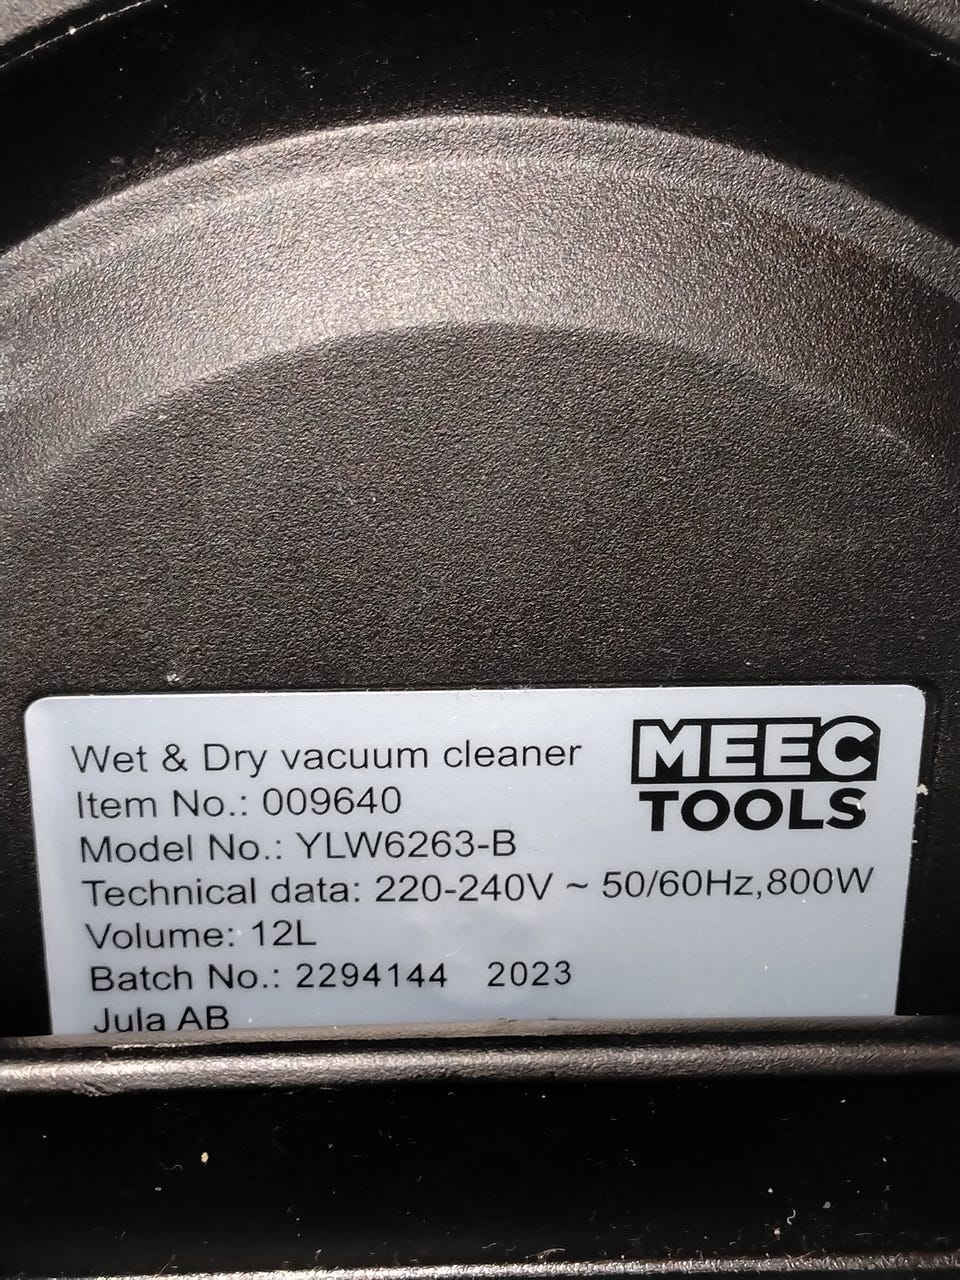 Wet & Dry vacuum cleaner
MEEC
TOOLS
Item No.: 009640
Model No.: YLW6263-B
Technical data: 220-240V ~ 50/60Hz,800W
Volume: 12L
Batch No.: 2294144 2023
Jula AB